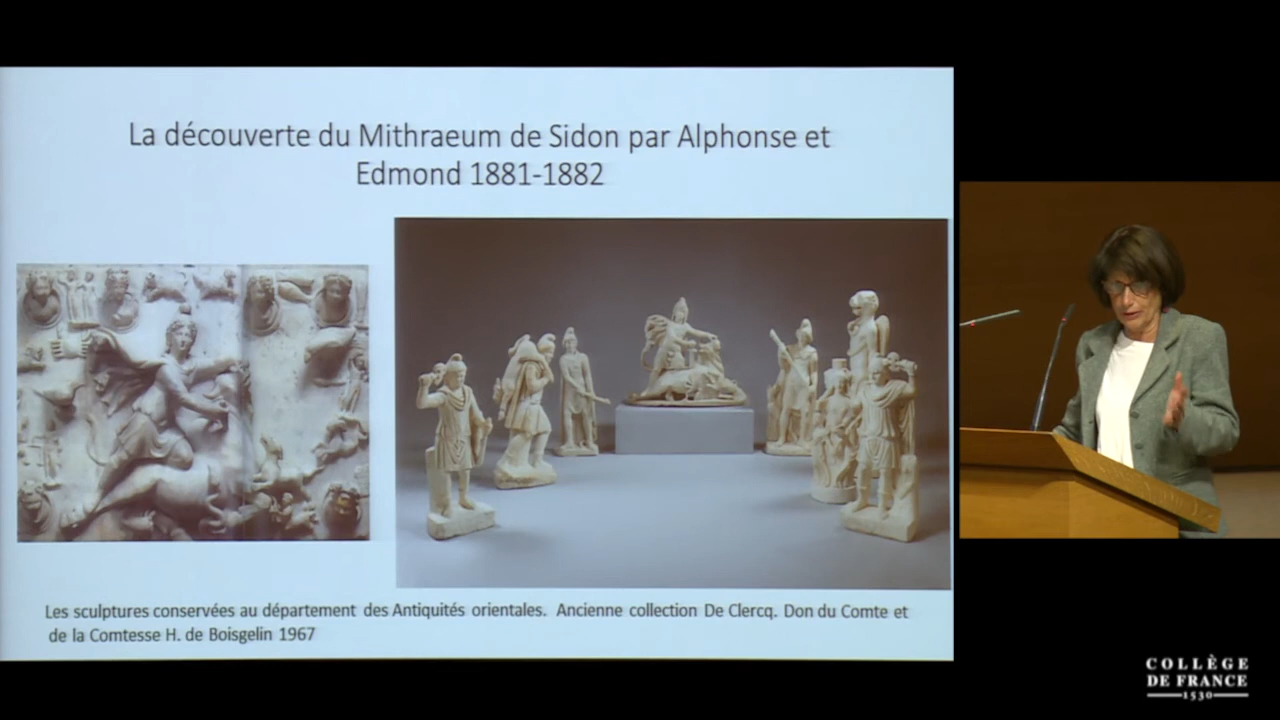 La découverte du Mithraeum de Sidon par Alphonse et
Edmond 1881-1882
Les sculptures conservées au département des Antiquités orientales. Ancienne collection De Clercq. Don du Comte et
de la Comtesse H. de Boisgelin 1967
COLLÈGE
DE FRANCE
1530